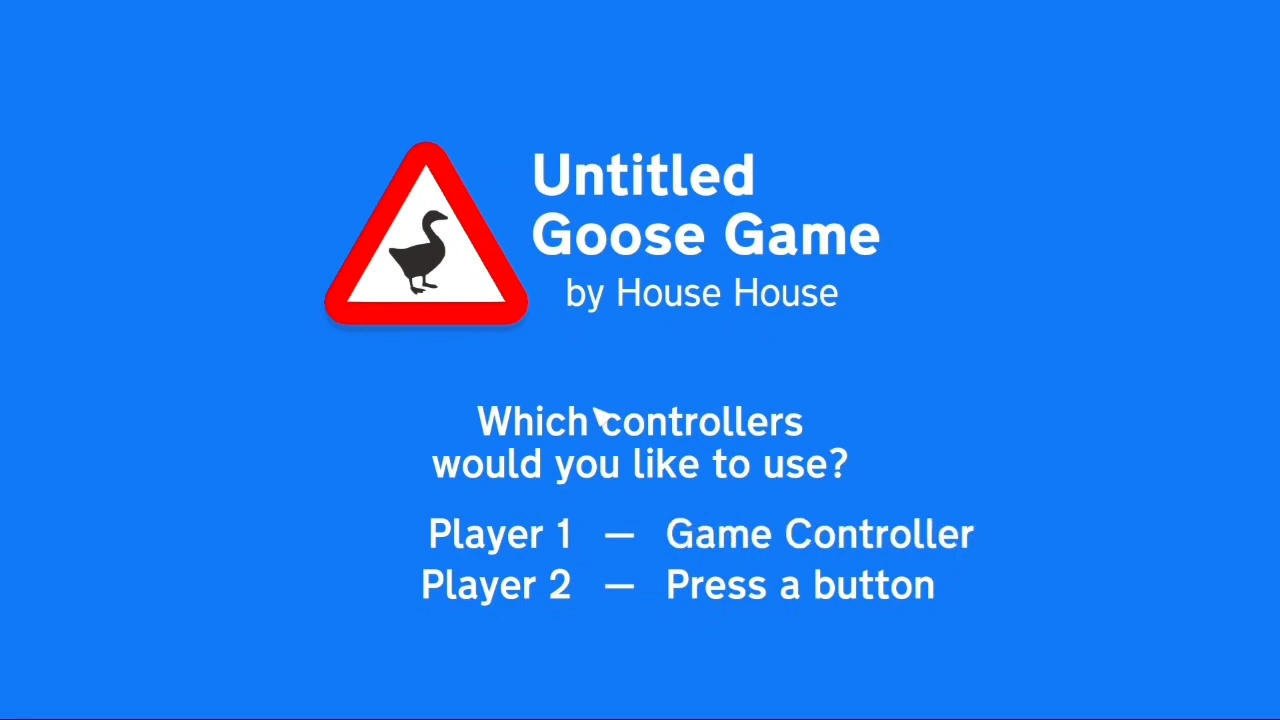 Untitled
Goose Game
by House House
Which controllers
would you like to use?
Player 1 — Game Controller
Player 2 — Press a button